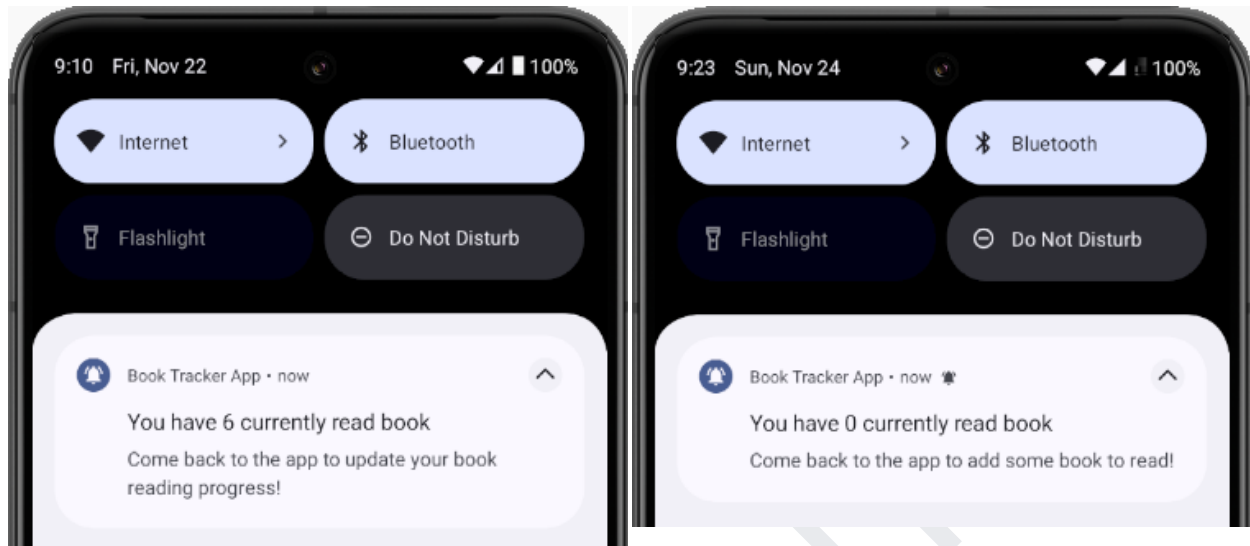 9:10 Fri, Nov 22 100%
Internet Bluetooth
Flashlight Do Not Disturb
Book Tracker App • now
You have 6 currently read book
Come back to the app to update your book
reading progress!
9:23 Sun, Nov 24 100%
Internet Bluetooth
Flashlight Do Not Disturb
Book Tracker App • now
You have 0 currently read book
Come back to the app to add some book to read!